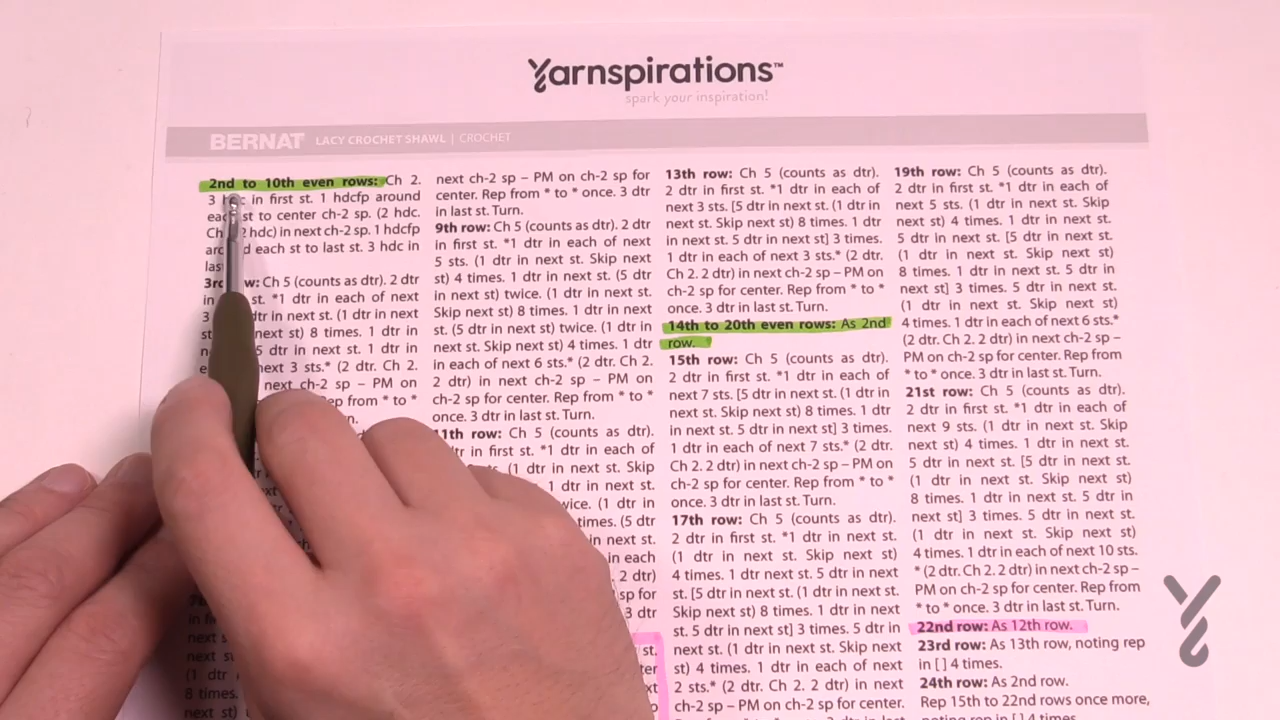 Yarnspirations™
spark your inspiration!
BERNAT LACY CROCHET SHAWL | CROCHET
2nd to 10th even rows: Ch 2.
3 in first st. 1 hdcfp around
st to center ch-2 sp. (2 hdc.
hdc) in next ch-2 sp. 1 hdcfp
each st to last st. 3 hdc in
Ch 5 (counts as dtr). 2 dtr
st. *1 dtr in each of next
3 (1 dtr in next st.
next st) 8 times. 1 dtr in
5 dtr in next st. 1 dtr in
next 3 sts.* (2 dtr. Ch 2.
next ch-2 sp – PM on
from * to *
next ch-2 sp – PM on ch-2 sp for
center. Rep from * to * once. 3 dtr
in last st. Turn.
9th row: Ch 5 (counts as dtr). 2 dtr
in first st. *1 dtr in each of next
5 sts. (1 dtr in next st. Skip next
st) 4 times. 1 dtr in next st. (5 dtr
in next st) twice. (1 dtr in next st.
Skip next st) 8 times. 1 dtr in next
st. (5 dtr in next st) twice. (1 dtr in
next st. Skip next st) 4 times. 1 dtr
in each of next 6 sts.* (2 dtr. Ch 2.
2 dtr) in next ch-2 sp – PM on
ch-2 sp for center. Rep from * to *
once. 3 dtr in last st. Turn.
11th row: Ch 5 (counts as dtr).
in first st. *1 dtr in each of
(1 dtr in next st. Skip
1 dtr in next st.
(1 dtr in
times. (5 dtr
in each
2 dtr)
sp for
3 dtr
st.
13th row: Ch 5 (counts as dtr).
2 dtr in first st. *1 dtr in each of
next 3 sts. [5 dtr in next st. (1 dtr in
next st. Skip next st) 8 times. 1 dtr
in next st. 5 dtr in next st] 3 times.
1 dtr in each of next 3 sts.* (2 dtr.
Ch 2. 2 dtr) in next ch-2 sp – PM on
ch-2 sp for center. Rep from * to *
once. 3 dtr in last st. Turn.
14th to 20th even rows: As 2nd
row.
15th row: Ch 5 (counts as dtr).
2 dtr in first st. *1 dtr in each of
next 7 sts. [5 dtr in next st. (1 dtr in
next st. Skip next st) 8 times. 1 dtr
in next st. 5 dtr in next st] 3 times.
1 dtr in each of next 7 sts.* (2 dtr.
Ch 2. 2 dtr) in next ch-2 sp – PM on
ch-2 sp for center. Rep from * to *
once. 3 dtr in last st. Turn.
17th row: Ch 5 (counts as dtr).
2 dtr in first st. *1 dtr in next st.
(1 dtr in next st. Skip next st)
4 times. 1 dtr next st. 5 dtr in next
st. [5 dtr in next st. (1 dtr in next st.
Skip next st) 8 times. 1 dtr in next
st. 5 dtr in next st] 3 times. 5 dtr in
next st. (1 dtr in next st. Skip next
st) 4 times. 1 dtr in each of next
2 sts.* (2 dtr. Ch 2. 2 dtr) in next
ch-2 sp – PM on ch-2 sp for center.
19th row: Ch 5 (counts as dtr).
2 dtr in first st. *1 dtr in each of
next 5 sts. (1 dtr in next st. Skip
next st) 4 times. 1 dtr in next st.
5 dtr in next st. [5 dtr in next st.
(1 dtr in next st. Skip next st)
8 times. 1 dtr in next st. 5 dtr in
next st] 3 times. 5 dtr in next st.
(1 dtr in next st. Skip next st)
4 times. 1 dtr in each of next 6 sts.*
(2 dtr. Ch 2. 2 dtr) in next ch-2 sp –
PM on ch-2 sp for center. Rep from
* to * once. 3 dtr in last st. Turn.
21st row: Ch 5 (counts as dtr).
2 dtr in first st. *1 dtr in each of
next 9 sts. (1 dtr in next st. Skip
next st) 4 times. 1 dtr in next st.
5 dtr in next st. [5 dtr in next st.
(1 dtr in next st. Skip next st)
8 times. 1 dtr in next st. 5 dtr in
next st] 3 times. 5 dtr in next st.
(1 dtr in next st. Skip next st)
4 times. 1 dtr in each of next 10 sts.
* (2 dtr. Ch 2. 2 dtr) in next ch-2 sp –
PM on ch-2 sp for center. Rep from
* to * once. 3 dtr in last st. Turn.
22nd row: As 12th row.
23rd row: As 13th row, noting rep
in [ ] 4 times.
24th row: As 2nd row.
Rep 15th to 22nd rows once more,
noting rep in [ ] 4 times.